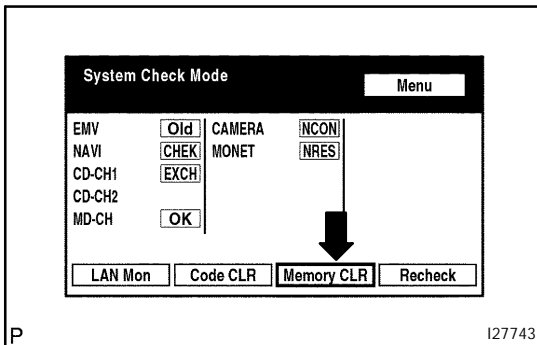 System Check Mode
Menu
EMV Old CAMERA NCON
NAVI CHEK MONET NRES
CD-CH1 EXCH
CD-CH2
MD-CH OK
LAN Mon Code CLR Memory CLR Recheck
P I27743